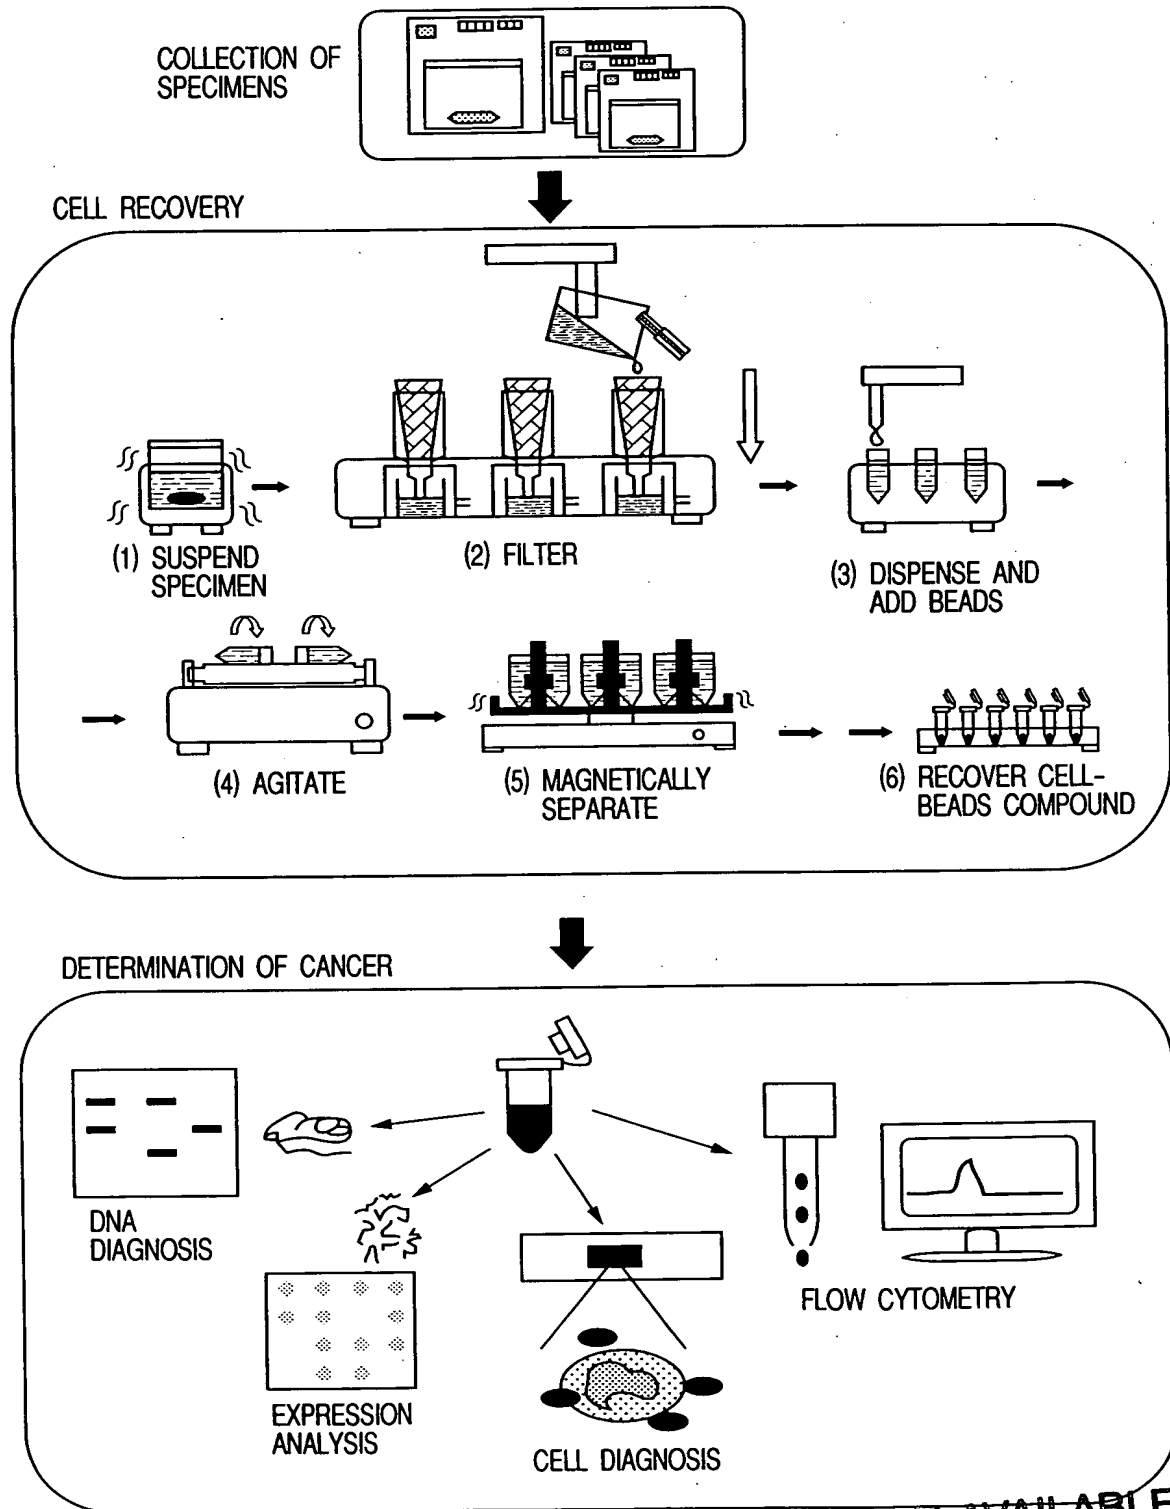 COLLECTION OF
SPECIMENS
CELL RECOVERY
(1) SUSPEND
SPECIMEN
(2) FILTER
(3) DISPENSE AND
ADD BEADS
(4) AGITATE
(5) MAGNETICALLY
SEPARATE
(6) RECOVER CELL-
BEADS COMPOUND
DETERMINATION OF CANCER
DNA
DIAGNOSIS
EXPRESSION
ANALYSIS
CELL DIAGNOSIS
FLOW CYTOMETRY